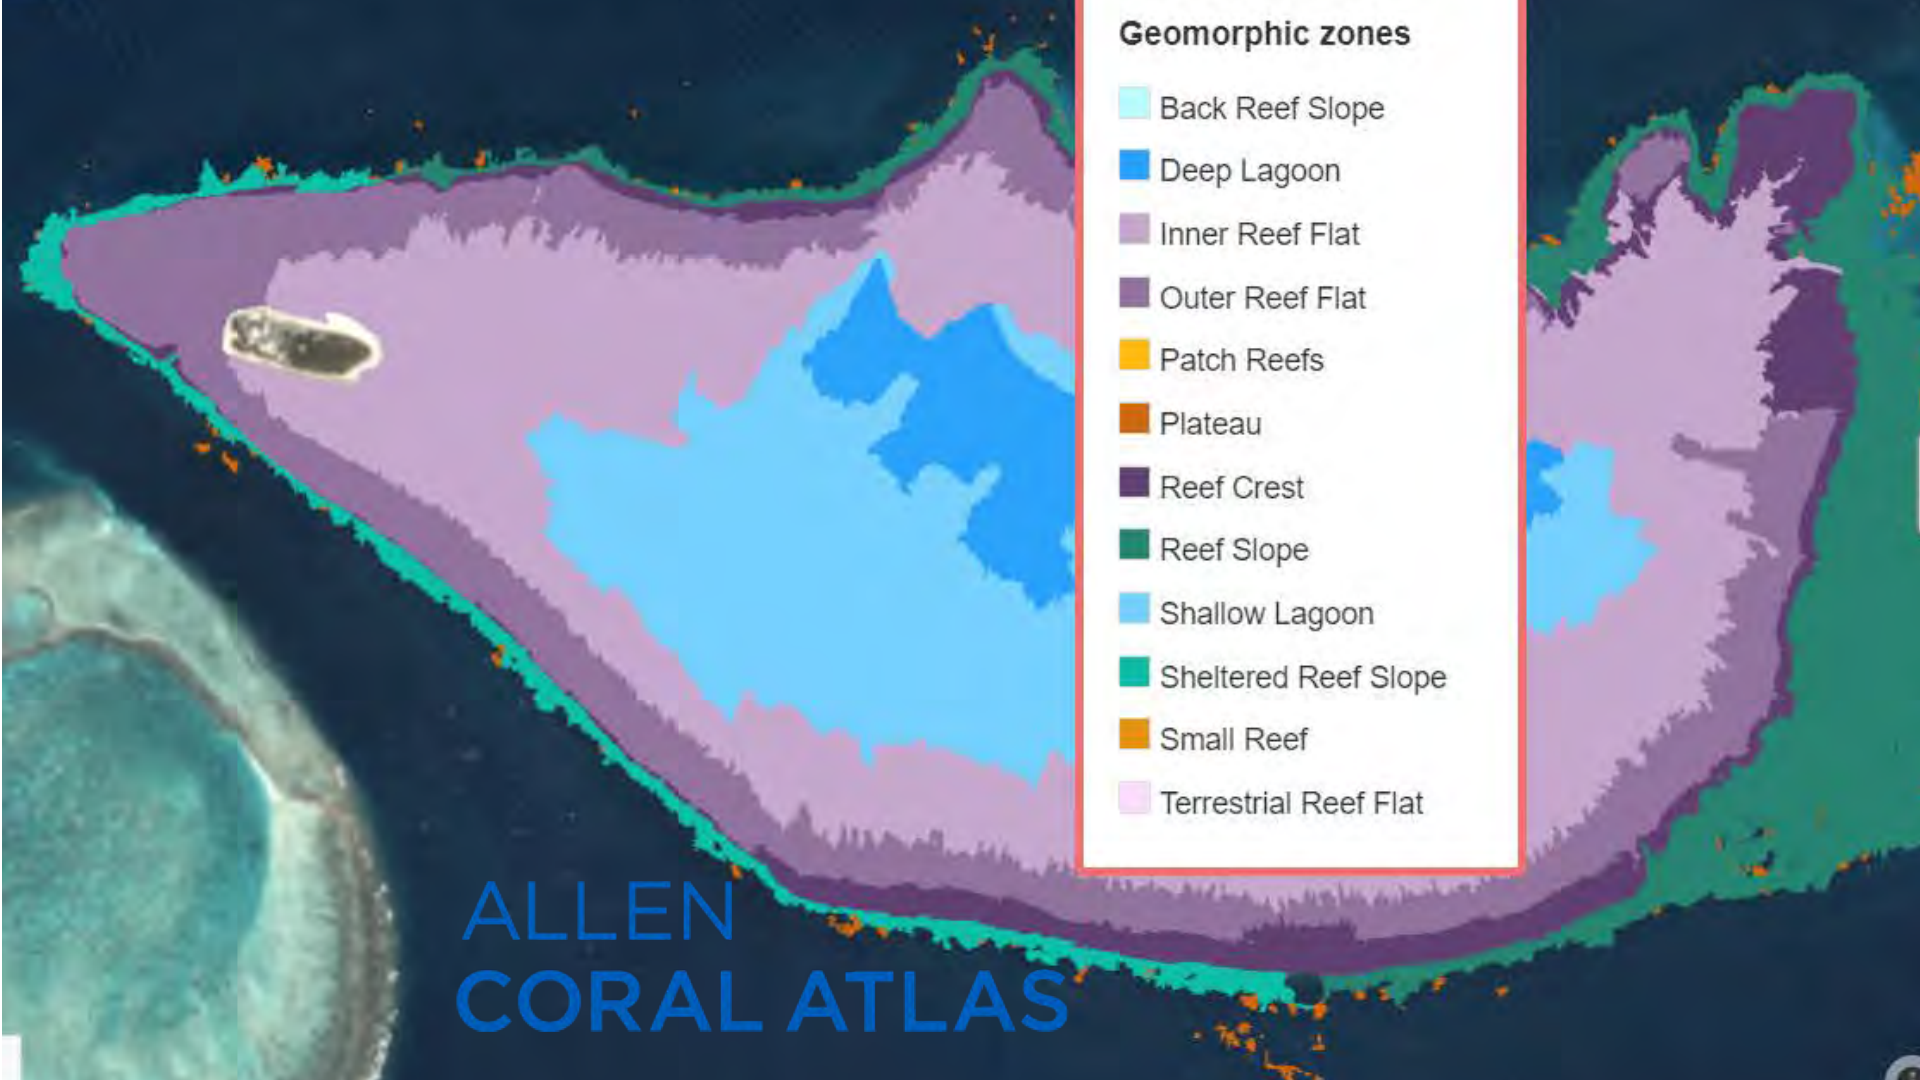 Geomorphic zones
Back Reef Slope
Deep Lagoon
Inner Reef Flat
Outer Reef Flat
Patch Reefs
Plateau
Reef Crest
Reef Slope
Shallow Lagoon
Sheltered Reef Slope
Small Reef
Terrestrial Reef Flat
ALLEN
CORAL ATLAS